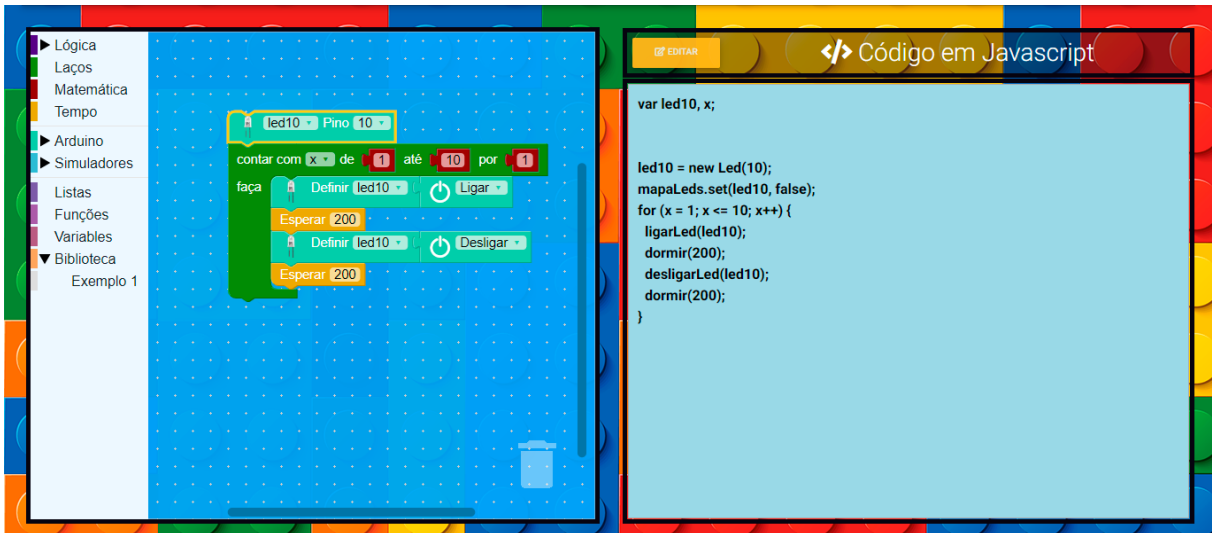 Lógica
Laços
Matemática
Tempo
Arduino
Simuladores
Listas
Funções
Variables
Biblioteca
Exemplo 1
led10 Pino 10
contar com x de 1 até 10 por 1
faça Definir led10 Ligar
Esperar 200
Definir led10 Desligar
Esperar 200
EDITAR
</> Código em Javascript
var led10, x;
led10 = new Led(10);
mapaLeds.set(led10, false);
for (x = 1; x <= 10; x++) {
ligarLed(led10);
dormir(200);
desligarLed(led10);
dormir(200);
}